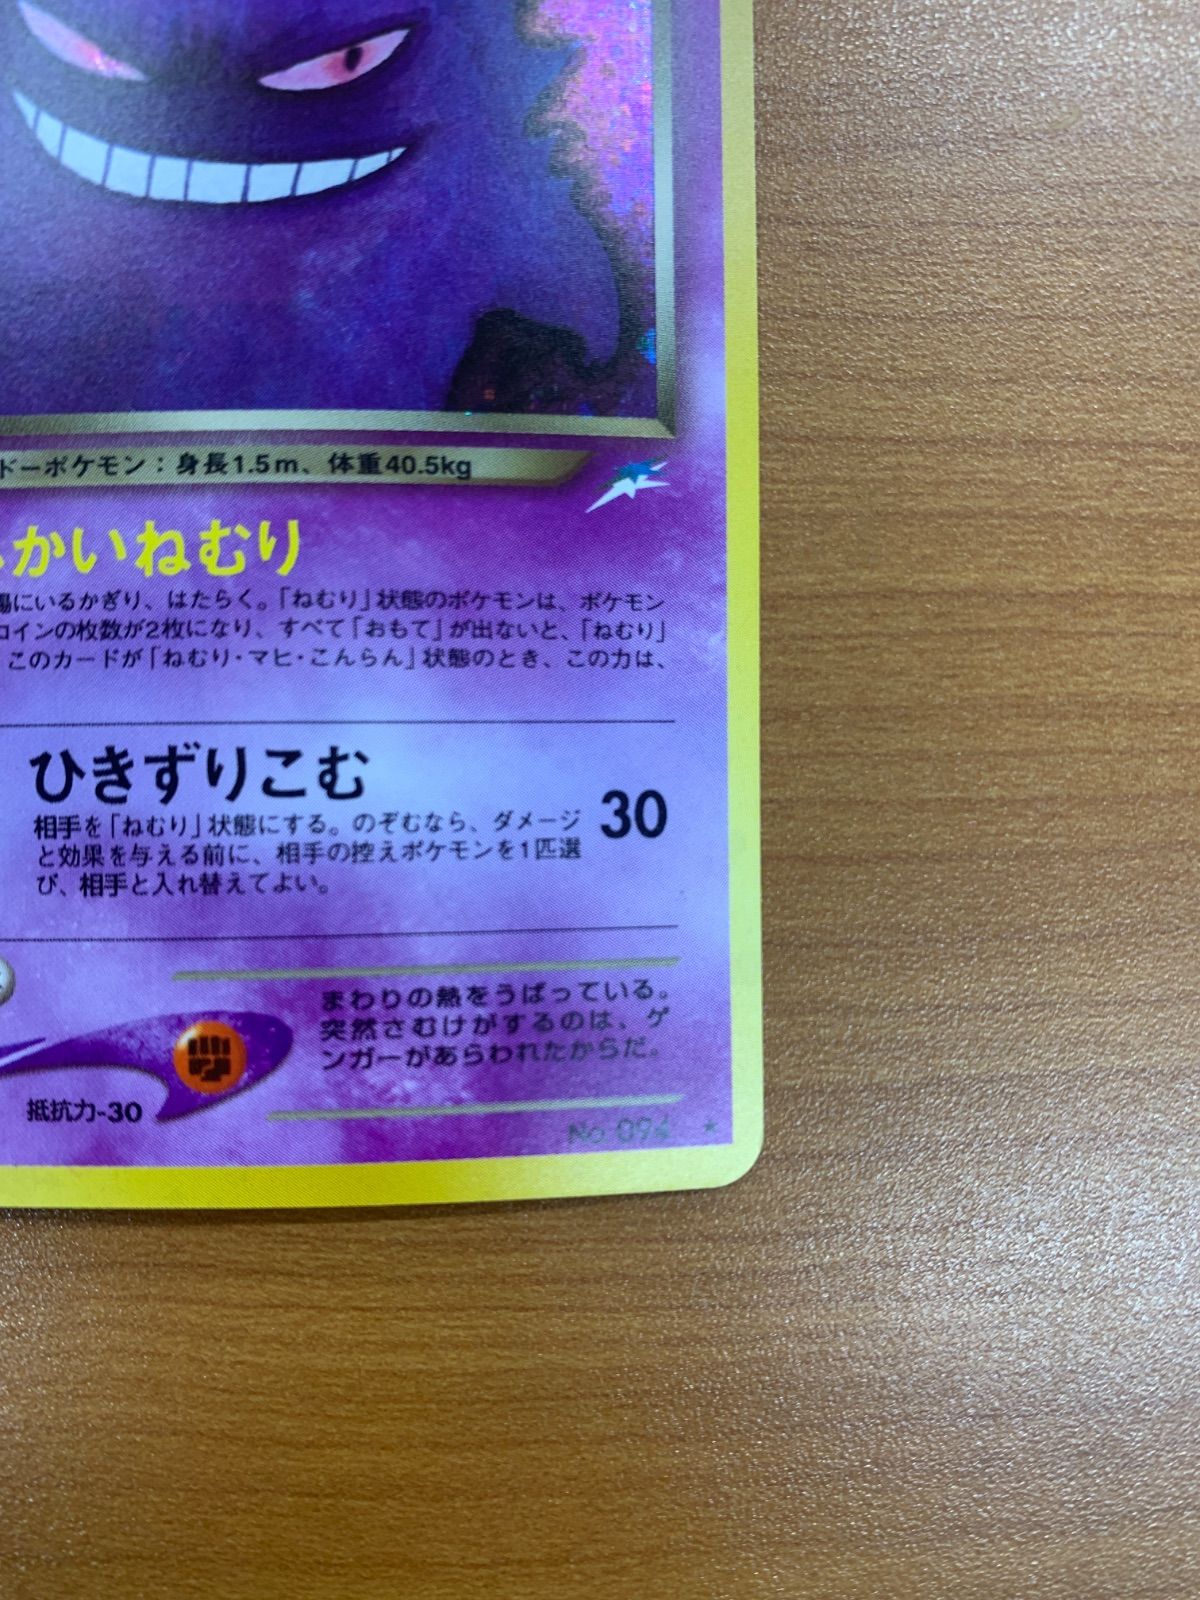 ドーポケモン：身長1.5m、体重40.5kg
かいねむり
場にいるかぎり、はたらく。「ねむり」状態のポケモンは、ポケモン
コインの枚数が2枚になり、すべて「おもて」が出ないと、「ねむり」
このカードが「ねむり・マヒ・こんらん」状態のとき、この力は、
ひきずりこむ
30
相手を「ねむり」状態にする。のぞむなら、ダメージ
と効果を与える前に、相手の控えポケモンを1匹選
び、相手と入れ替えてよい。
まわりの熱をうばっている。
突然さむけがするのは、ゲ
ンガーがあらわれたからだ。
抵抗力-30
No.094 ★